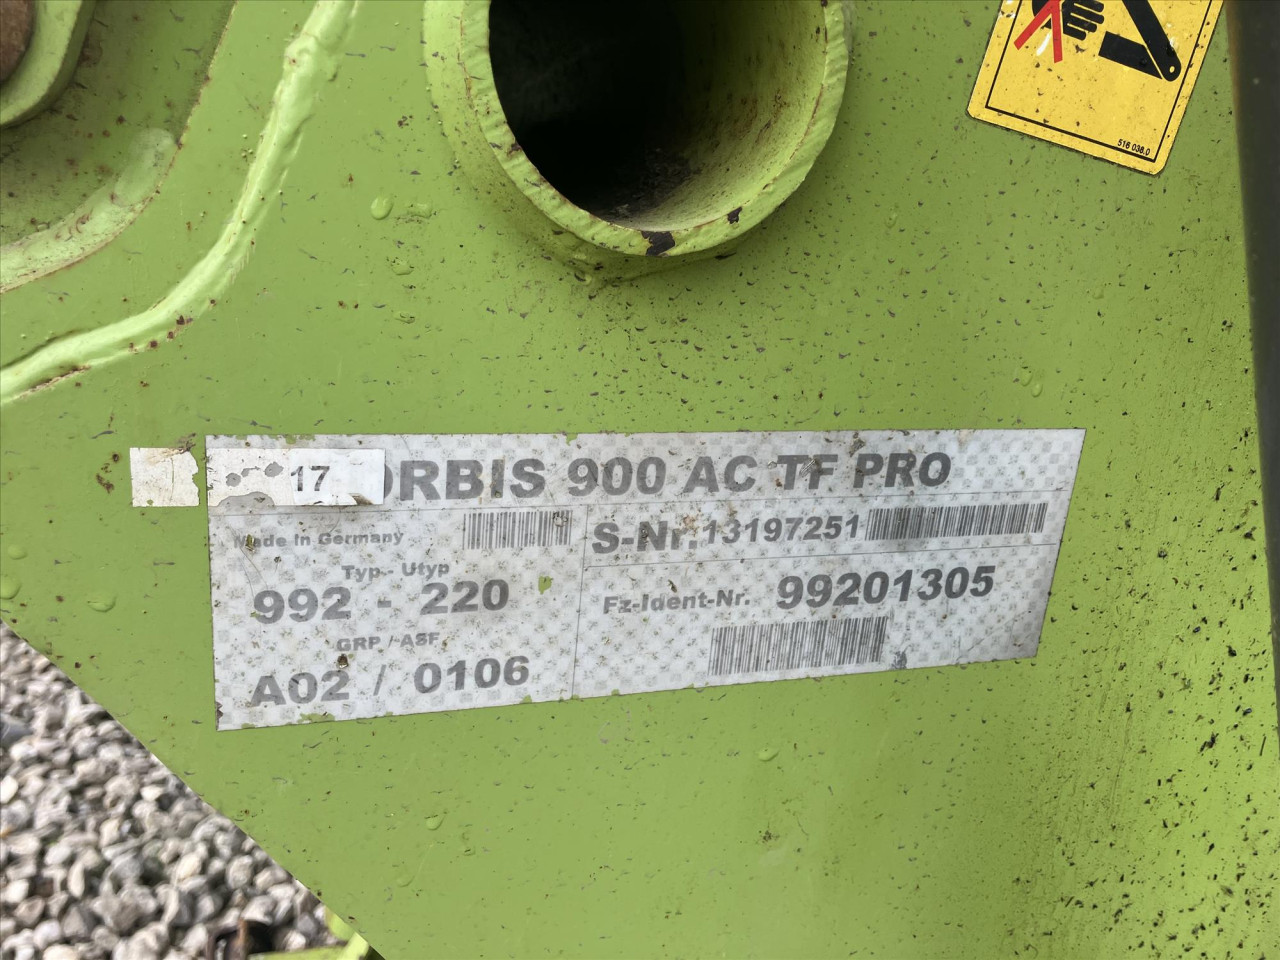 516 038.0
17
ORBIS 900 AC TF PRO
Made in Germany
S-Nr. 13197251
Typ - Utyp
992 - 220
Fz-Ident-Nr. 99201305
GRP / ASF
A02 / 0106